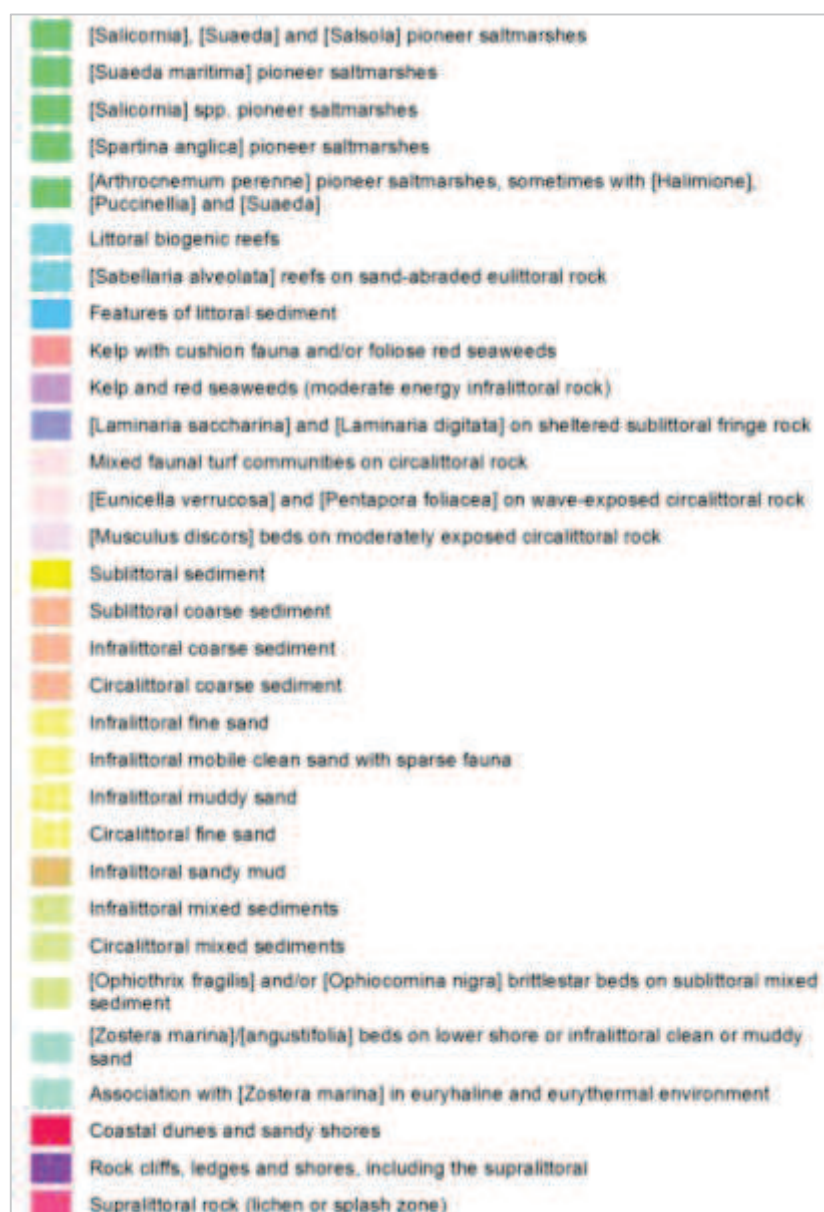 [Salicornia], [Suaeda] and [Salsola] pioneer saltmarshes
[Suaeda maritima] pioneer saltmarshes
[Salicornia] spp. pioneer saltmarshes
[Spartina anglica] pioneer saltmarshes
[Arthrocnemum perenne] pioneer saltmarshes, sometimes with [Halimione],
[Puccinellia] and [Suaeda]
Littoral biogenic reefs
[Sabellaria alveolata] reefs on sand-abraded eulittoral rock
Features of littoral sediment
Kelp with cushion fauna and/or foliose red seaweeds
Kelp and red seaweeds (moderate energy infralittoral rock)
[Laminaria saccharina] and [Laminaria digitata] on sheltered sublittoral fringe rock
Mixed faunal turf communities on circalittoral rock
[Eunicella verrucosa] and [Pentapora foliacea] on wave-exposed circalittoral rock
[Musculus discors] beds on moderately exposed circalittoral rock
Sublittoral sediment
Sublittoral coarse sediment
Infralittoral coarse sediment
Circalittoral coarse sediment
Infralittoral fine sand
Infralittoral mobile clean sand with sparse fauna
Infralittoral muddy sand
Circalittoral fine sand
Infralittoral sandy mud
Infralittoral mixed sediments
Circalittoral mixed sediments
[Ophiothrix fragilis] and/or [Ophiocomina nigra] brittlestar beds on sublittoral mixed
sediment
[Zostera marina]/[angustifolia] beds on lower shore or infralittoral clean or muddy
sand
Association with [Zostera marina] in euryhaline and eurythermal environment
Coastal dunes and sandy shores
Rock cliffs, ledges and shores, including the supralittoral
Supralittoral rock (lichen or splash zone)